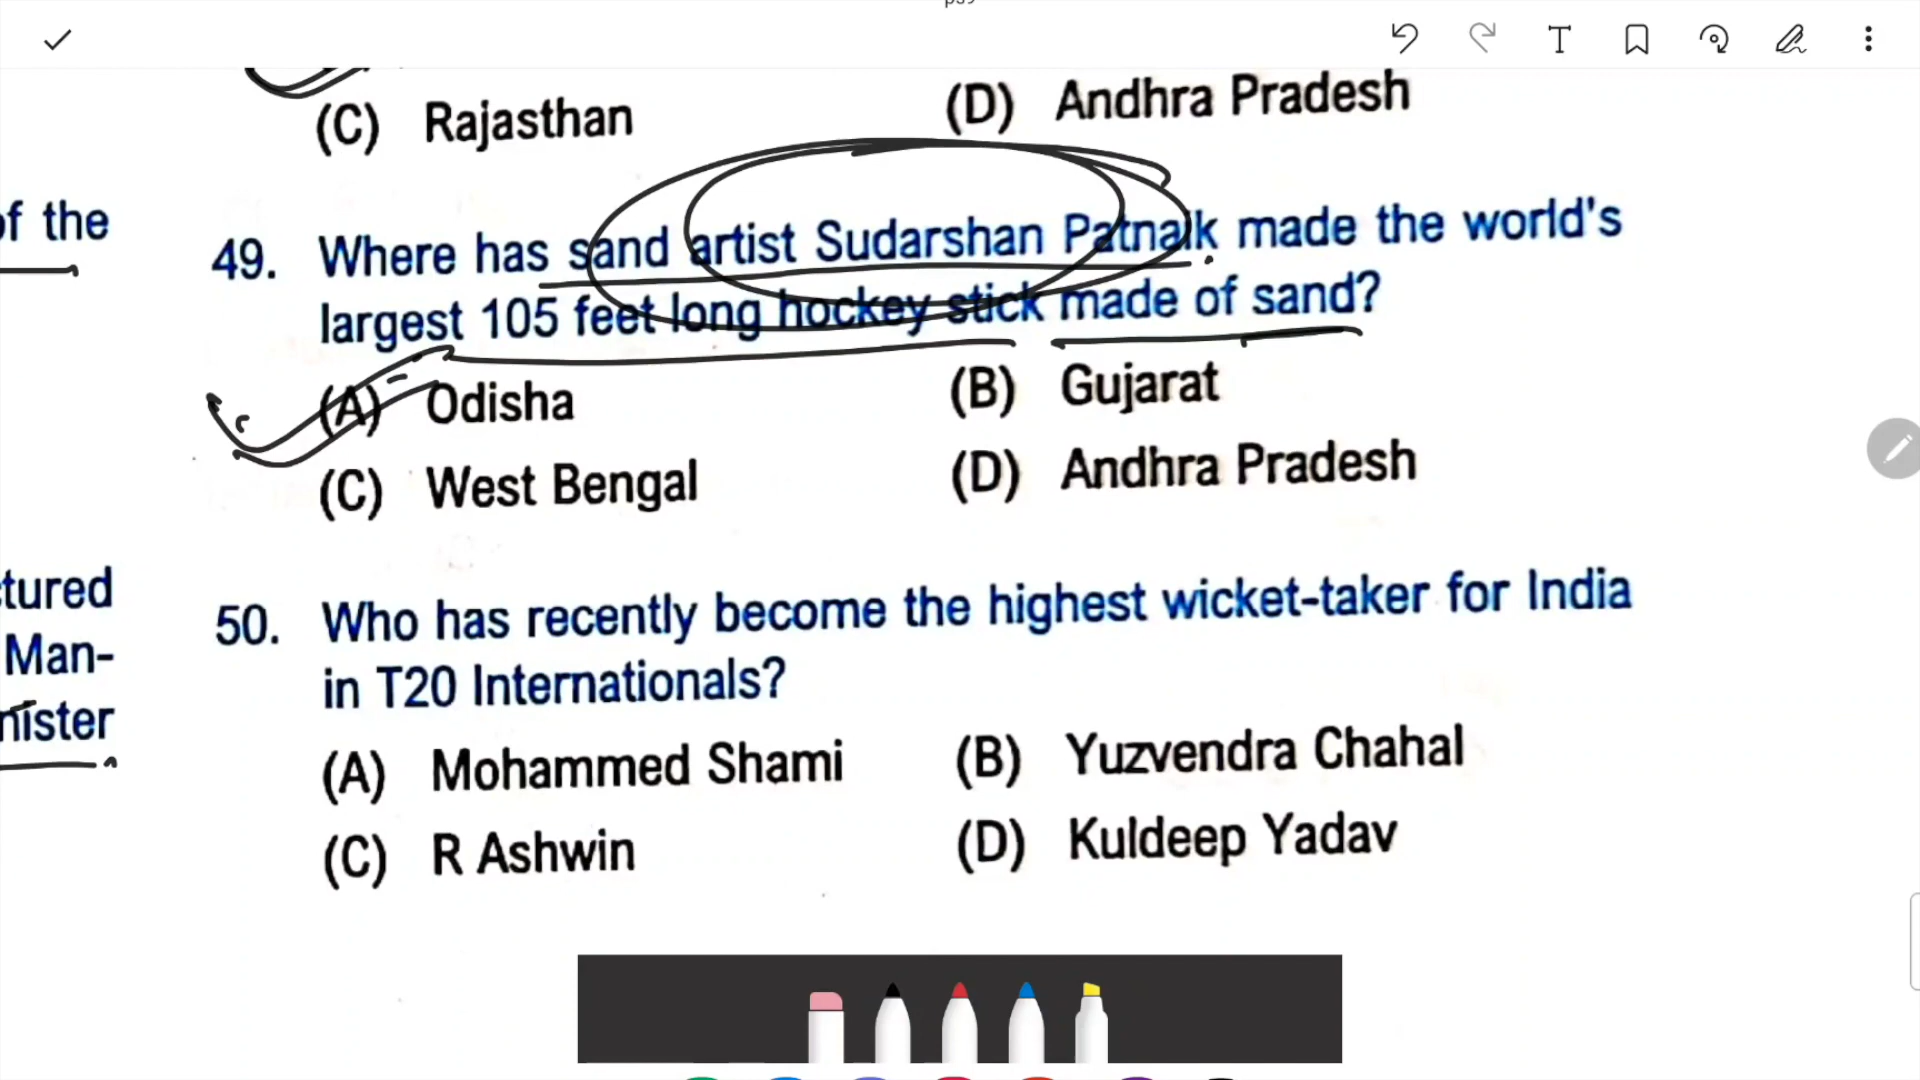 (C) Rajasthan (D) Andhra Pradesh
of the
49. Where has sand artist Sudarshan Patnaik made the world's
largest 105 feet long hockey stick made of sand?
(A) Odisha (B) Gujarat
(C) West Bengal (D) Andhra Pradesh
tured
Man-
nister
50. Who has recently become the highest wicket-taker for India
in T20 Internationals?
(A) Mohammed Shami (B) Yuzvendra Chahal
(C) R Ashwin (D) Kuldeep Yadav